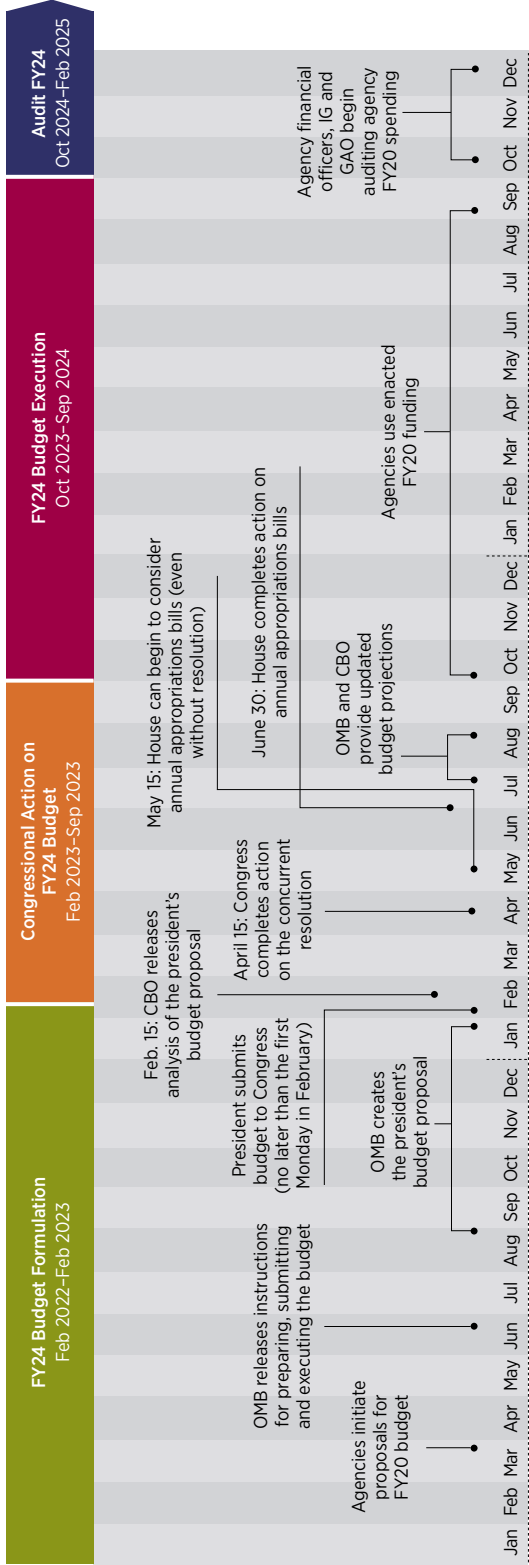 FY24 Budget Formulation
Feb 2022–Feb 2023
Congressional Action on
FY24 Budget
Feb 2023–Sep 2023
FY24 Budget Execution
Oct 2023–Sep 2024
Audit FY24
Oct 2024–Feb 2025
Agencies initiate
proposals for
FY20 budget
OMB releases instructions
for preparing, submitting
and executing the budget
OMB creates
the president's
budget proposal
President submits
budget to Congress
(no later than the first
Monday in February)
Feb. 15: CBO releases
analysis of the president's
budget proposal
April 15: Congress
completes action
on the concurrent
resolution
May 15: House can begin to consider
annual appropriations bills (even
without resolution)
June 30: House completes action on
annual appropriations bills
OMB and CBO
provide updated
budget projections
Agencies use enacted
FY20 funding
Agency financial
officers, IG and
GAO begin
auditing agency
FY20 spending
Jan Feb Mar Apr May Jun Jul Aug Sep Oct Nov Dec Jan Feb Mar Apr May Jun Jul Aug Sep Oct Nov Dec Jan Feb Mar Apr May Jun Jul Aug Sep Oct Nov Dec